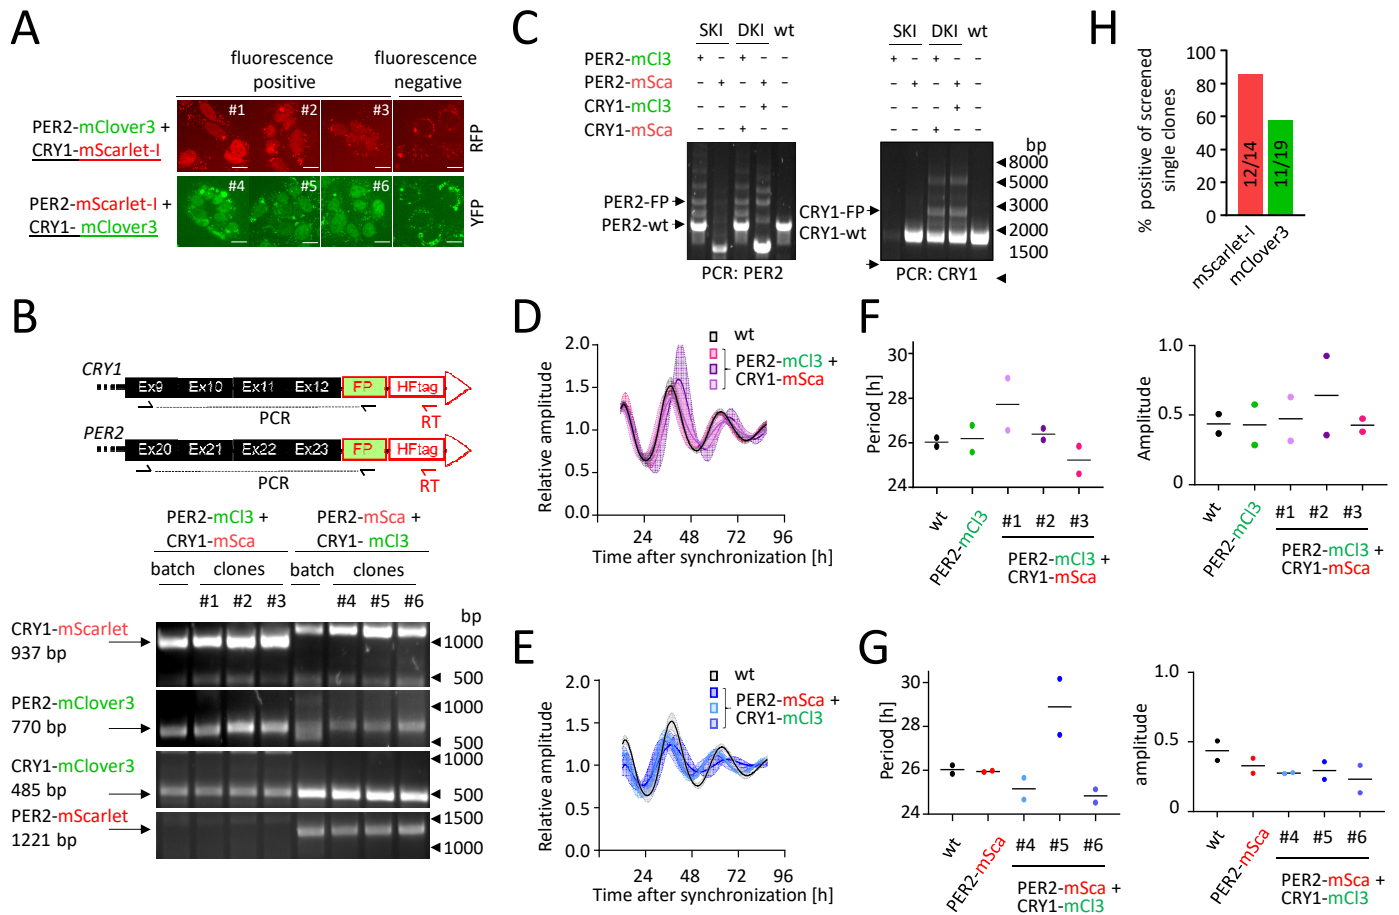 A
fluorescence positive
fluorescence negative
PER2-mClover3 +
CRY1-mScarlet-I
#1 #2 #3
RFP
PER2-mScarlet-I +
CRY1- mClover3
#4 #5 #6
YFP
B
CRY1
Ex9 Ex10 Ex11 Ex12 FP HFtag
PCR
RT
PER2
Ex20 Ex21 Ex22 Ex23 FP HFtag
PCR
RT
PER2-mCl3 +
CRY1-mSca
PER2-mSca +
CRY1- mCl3
batch clones batch clones
#1 #2 #3 #4 #5 #6
bp
CRY1-mScarlet
937 bp
1000
500
PER2-mClover3
770 bp
1000
500
CRY1-mClover3
485 bp
1000
500
PER2-mScarlet
1221 bp
1500
1000
C
SKI DKI wt
PER2-mCl3 + – + – –
PER2-mSca – + – + –
CRY1-mCl3 – – – + –
CRY1-mSca – – + – –
PER2-FP
PER2-wt
PCR: PER2
SKI DKI wt
+ – + – –
– + – + –
– – – + –
– – + – –
CRY1-FP
CRY1-wt
PCR: CRY1
bp
8000
5000
3000
2000
1500
D
Relative amplitude
2.0
1.5
1.0
0.5
0.0
24 48 72 96
Time after synchronization [h]
wt
PER2-mCl3 +
CRY1-mSca
E
Relative amplitude
2.0
1.5
1.0
0.5
0.0
24 48 72 96
Time after synchronization [h]
wt
PER2-mSca +
CRY1-mCl3
F
Period [h]
30
28
26
24
wt
PER2-mCl3
#1 #2 #3
PER2-mCl3 +
CRY1-mSca
Amplitude
1.0
0.5
0
wt
PER2-mCl3
#1 #2 #3
PER2-mCl3 +
CRY1-mSca
G
Period [h]
30
28
26
24
wt
PER2-mSca
#4 #5 #6
PER2-mSca +
CRY1-mCl3
amplitude
1.0
0.5
0
wt
PER2-mSca
#4 #5 #6
PER2-mSca +
CRY1-mCl3
H
% positive of screened
single clones
100
80
60
40
20
0
12/14
11/19
mScarlet-I
mClover3